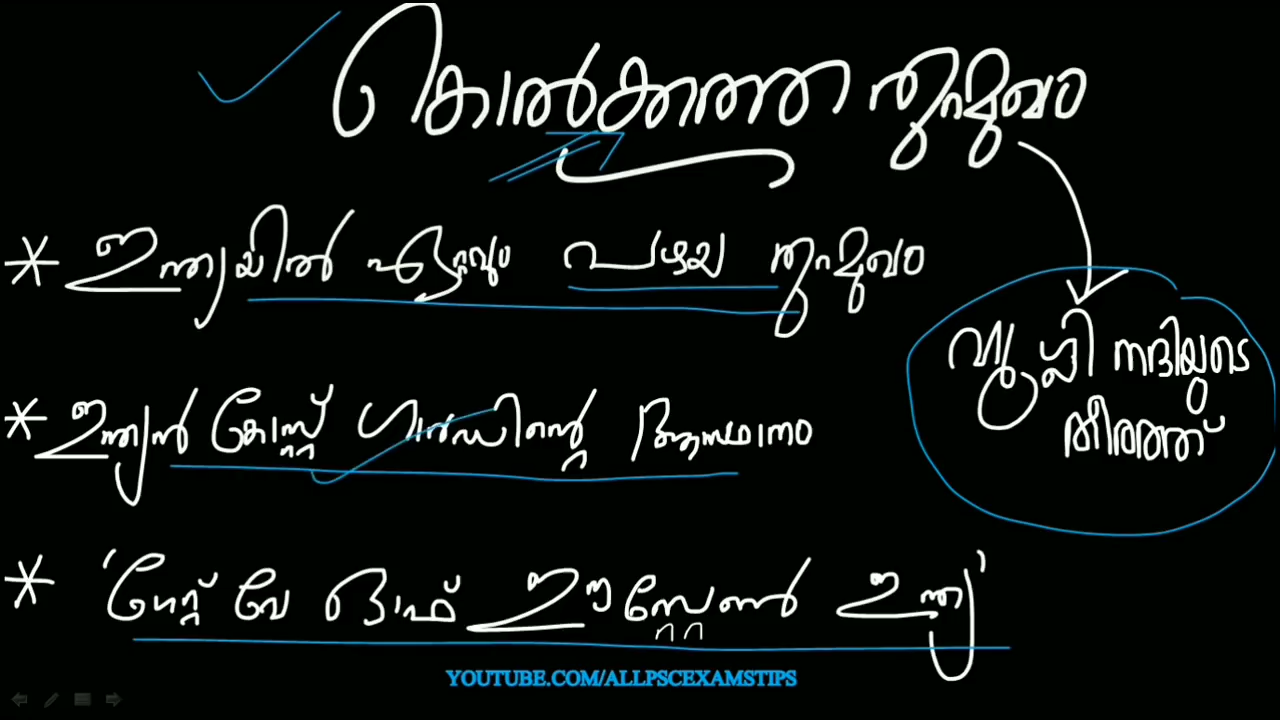 കൊൽക്കത്ത തുറമുഖം
* ഇന്ത്യയിൽ ഏറ്റവും പഴയ തുറമുഖം
ഹൂഗ്ലി നദിയുടെ
തീരത്ത്
* ഇന്ത്യൻ കോസ്റ്റ് ഗാർഡിന്റെ ആസ്ഥാനം
* 'ഗേറ്റ് വേ ഓഫ് ഈസ്റ്റേൺ ഇന്ത്യ'
YOUTUBE.COM/ALLPSCEXAMSTIPS